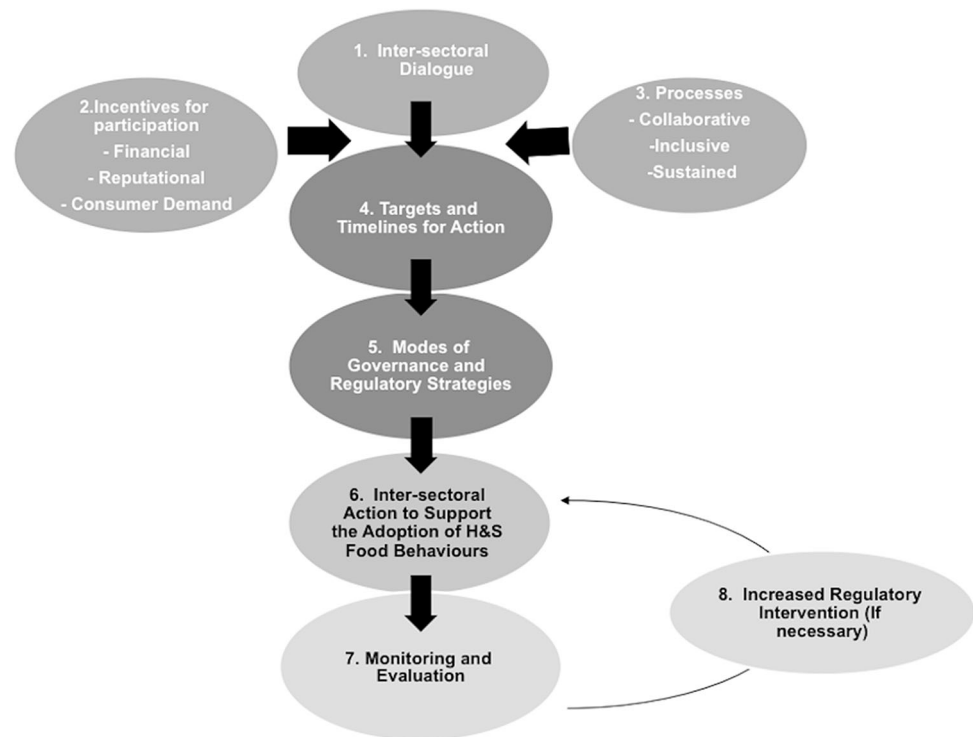 1. Inter-sectoral
Dialogue
2.Incentives for
participation
- Financial
- Reputational
- Consumer Demand
3. Processes
- Collaborative
-Inclusive
-Sustained
4. Targets and
Timelines for Action
5. Modes of
Governance and
Regulatory Strategies
6. Inter-sectoral
Action to Support
the Adoption of H&S
Food Behaviours
7. Monitoring and
Evaluation
8. Increased Regulatory
Intervention (If
necessary)